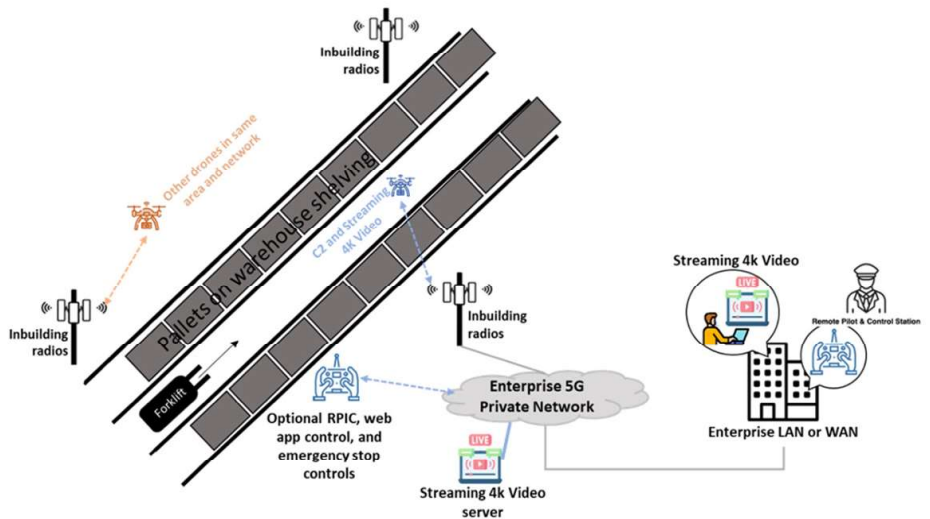 Inbuilding
radios
Other drones in same
area and network
Pallets on warehouse shelving
C2 and Streaming
4K Video
Inbuilding
radios
Inbuilding
radios
Forklift
Optional RPIC, web
app control, and
emergency stop
controls
Enterprise 5G
Private Network
LIVE
Streaming 4k Video
server
Streaming 4k Video
LIVE
Remote Pilot & Control Station
Enterprise LAN or WAN